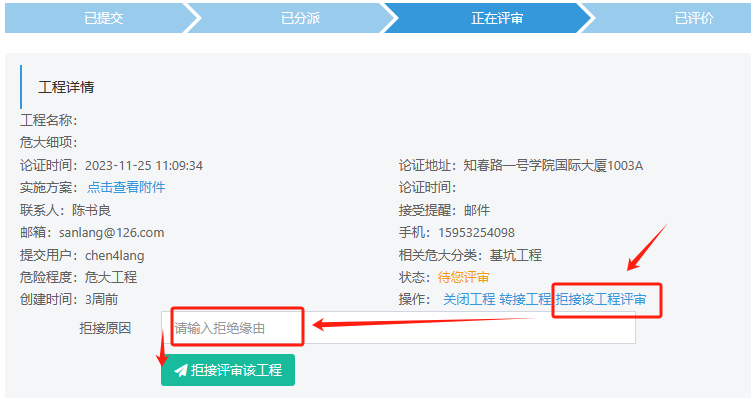 已提交
已分派
正在评审
已评价
工程详情
工程名称：
危大细项：
论证时间：2023-11-25 11:09:34
论证地址：知春路一号学院国际大厦1003A
实施方案：点击查看附件
论证时间：
联系人：陈书良
接受提醒：邮件
邮箱：sanlang@126.com
手机：15953254098
提交用户：chen4lang
相关危大分类：基坑工程
危险程度：危大工程
状态：待您评审
创建时间：3周前
操作： 关闭工程 转接工程 拒接该工程评审
拒接原因
请输入拒绝缘由
拒接评审该工程